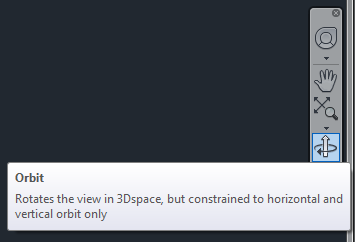 Orbit
Rotates the view in 3Dspace, but constrained to horizontal and
vertical orbit only